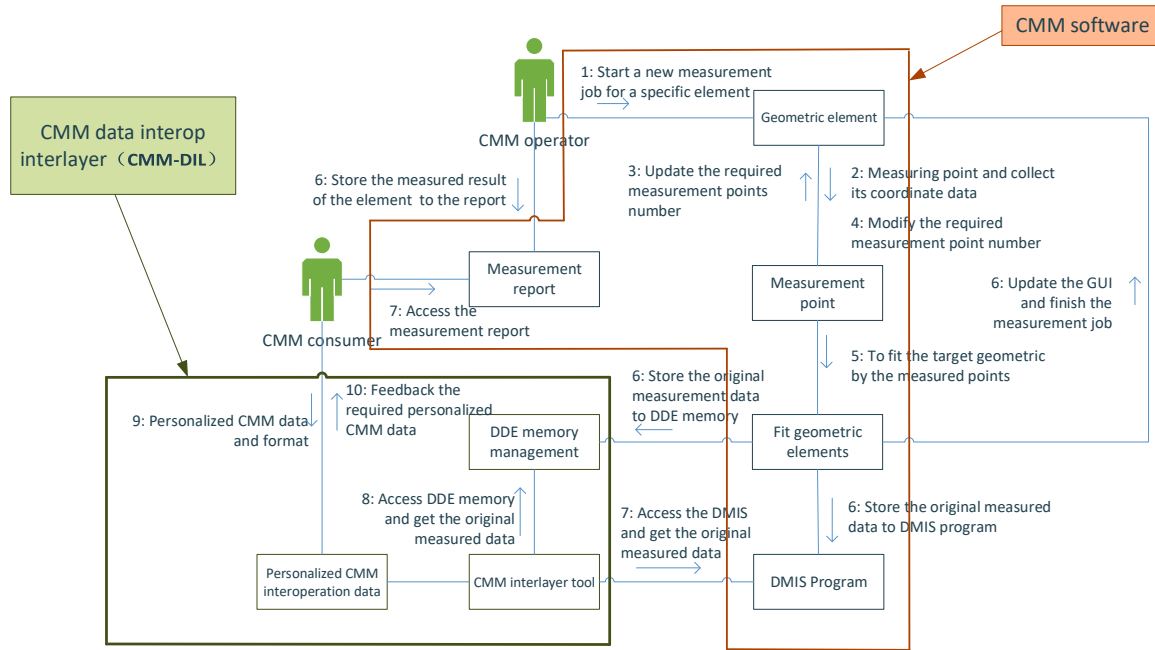 CMM software
1: Start a new measurement
job for a specific element
Geometric element
CMM data interop
interlayer（CMM-DIL）
CMM operator
3: Update the required
measurement points
number
2: Measuring point and collect
its coordinate data
6: Store the measured result
of the element  to the report
4: Modify the required
measurement point number
Measurement
report
Measurement
point
6: Update the GUI
and finish the
measurement job
7: Access the
measurement report
CMM consumer
5: To fit the target geometric
by the measured points
10: Feedback the
required personalized
CMM data
6: Store the original
measurement data
to DDE memory
9: Personalized CMM data
and format
DDE memory
management
Fit geometric
elements
8: Access DDE memory
and get the original
measured data
7: Access the DMIS
and get the original
measured data
6: Store the original measured
data to DMIS program
Personalized CMM
interoperation data
CMM interlayer tool
DMIS Program